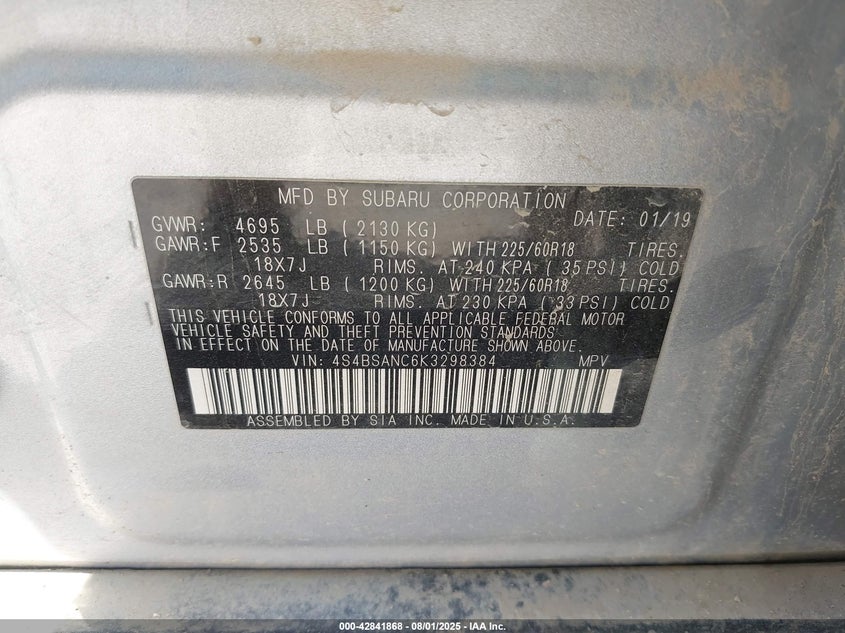 MFD BY SUBARU CORPORATION
GVWR: 4695 LB ( 2130 KG) DATE: 01/19
GAWR:F 2535 LB ( 1150 KG) WITH 225/60R18 TIRES.
18X7J RIMS. AT 240 KPA ( 35 PSI) COLD
GAWR:R 2645 LB ( 1200 KG) WITH 225/60R18 TIRES.
18X7J RIMS. AT 230 KPA ( 33 PSI) COLD
THIS VEHICLE CONFORMS TO ALL APPLICABLE FEDERAL MOTOR
VEHICLE SAFETY AND THEFT PREVENTION STANDARDS
IN EFFECT ON THE DATE OF MANUFACTURE SHOWN ABOVE.
VIN: 4S4BSANC6K3298384 MPV
ASSEMBLED BY SIA INC. MADE IN U.S.A.
000-42841868 - 08/01/2025 - IAA Inc.